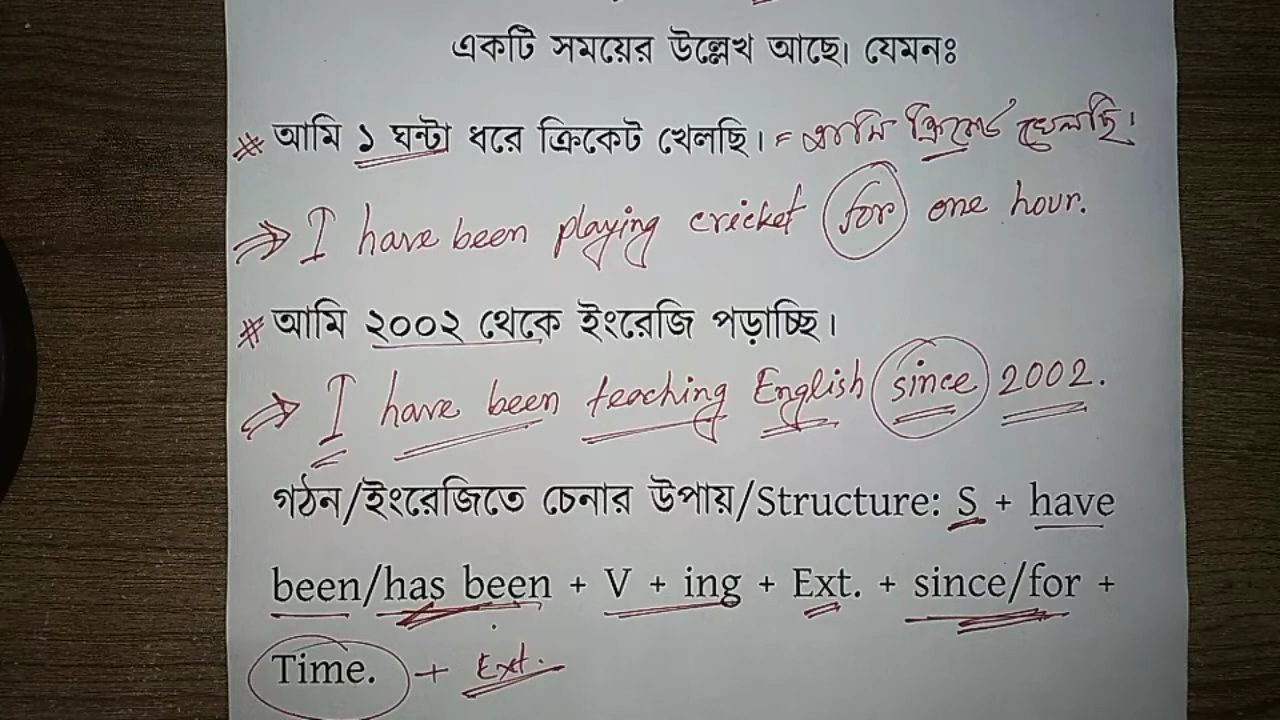 একটি সময়ের উল্লেখ আছে। যেমনঃ
* আমি ১ ঘন্টা ধরে ক্রিকেট খেলছি। = আমি ক্রিকেট খেলছি।
⇒ I have been playing cricket for one hour.
* আমি ২০০২ থেকে ইংরেজি পড়াচ্ছি।
⇒ I have been teaching English since 2002.
গঠন/ইংরেজিতে চেনার উপায়/Structure: S + have
been/has been + V + ing + Ext. + since/for +
Time. + Ext.